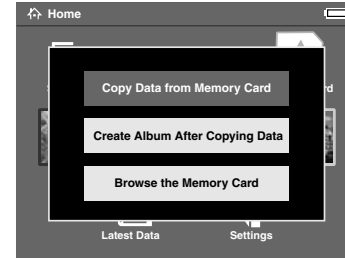 Home
Copy Data from Memory Card
Create Album After Copying Data
Browse the Memory Card
Latest Data
Settings